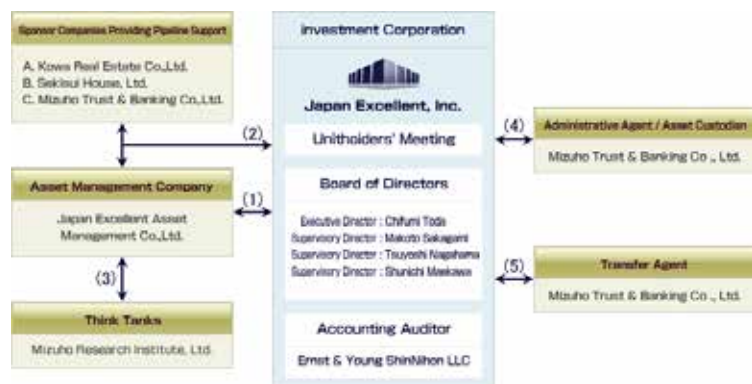 Sponsor Companies Providing Pipeline Support
A. Kowa Real Estate Co.,Ltd.
B. Sekisui House, Ltd.
C. Mizuho Trust & Banking Co.,Ltd.
(2)
Asset Management Company
Japan Excellent Asset
Management Co.,Ltd.
(1)
(3)
Think Tanks
Mizuho Research Institute, Ltd.
Investment Corporation
Japan Excellent, Inc.
Unitholders' Meeting
Board of Directors
Executive Director : Chifumi Toda
Supervisory Director : Makoto Sakagami
Supervisory Director : Tsuyoshi Nagahama
Supervisory Director : Shunichi Maekawa
Accounting Auditor
Ernst & Young ShinNihon LLC
(4)
Administrative Agent / Asset Custodian
Mizuho Trust & Banking Co ., Ltd.
(5)
Transfer Agent
Mizuho Trust & Banking Co ., Ltd.